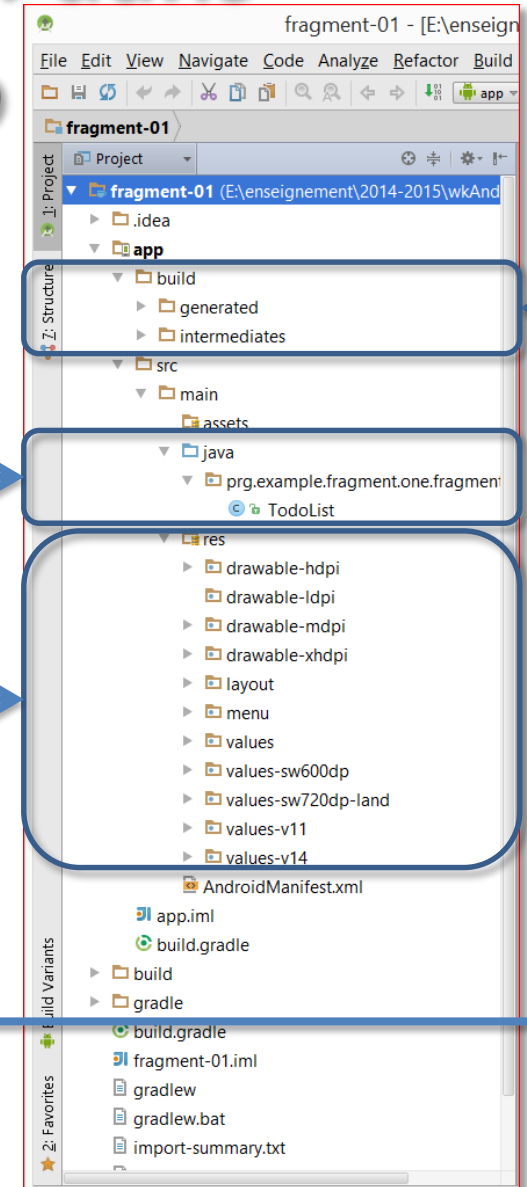 fragment-01 - [E:\enseign
File Edit View Navigate Code Analyze Refactor Build
app
fragment-01
Project
fragment-01 (E:\enseignement\2014-2015\wkAnd
.idea
app
build
generated
intermediates
src
main
assets
java
prg.example.fragment.one.fragment
TodoList
res
drawable-hdpi
drawable-ldpi
drawable-mdpi
drawable-xhdpi
layout
menu
values
values-sw600dp
values-sw720dp-land
values-v11
values-v14
AndroidManifest.xml
app.iml
build.gradle
build
gradle
build.gradle
fragment-01.iml
gradlew
gradlew.bat
import-summary.txt
1: Project
7: Structure
Build Variants
2: Favorites